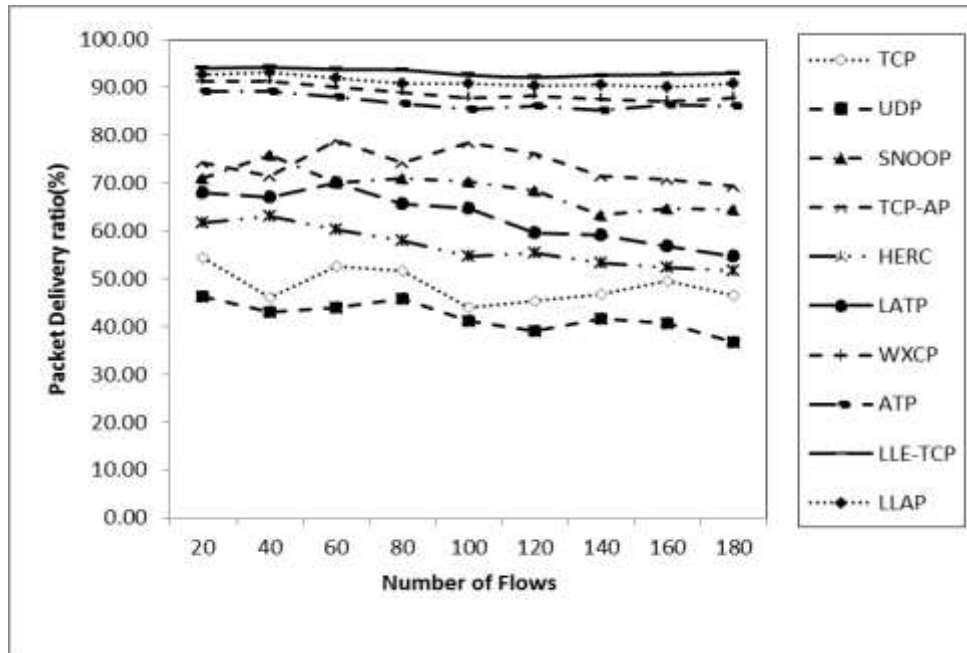 100.00
90.00
80.00
70.00
60.00
50.00
40.00
30.00
20.00
10.00
0.00
Packet Delivery ratio(%)
20 40 60 80 100 120 140 160 180
Number of Flows
TCP
UDP
SNOOP
TCP-AP
HERC
LATP
WXCP
ATP
LLE-TCP
LLAP